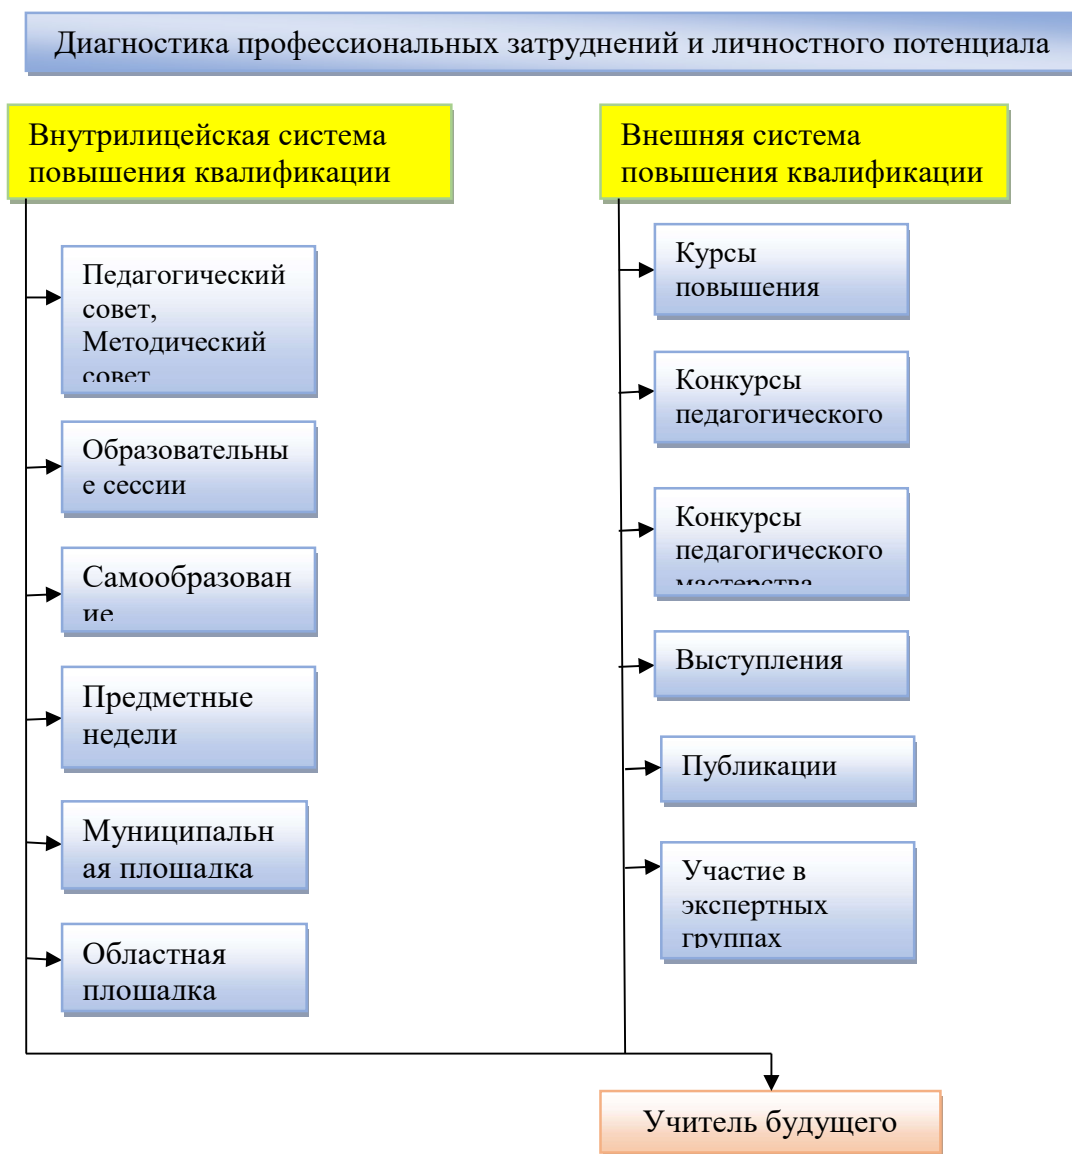 Диагностика профессиональных затруднений и личностного потенциала
Внутрилицейская система
повышения квалификации
Педагогический
совет,
Методический
совет
Образовательны
е сессии
Самообразован
ие
Предметные
недели
Муниципальн
ая площадка
Областная
площадка
Внешняя система
повышения квалификации
Курсы
повышения
Конкурсы
педагогического
Конкурсы
педагогического
мастерства
Выступления
Публикации
Участие в
экспертных
группах
Учитель будущего